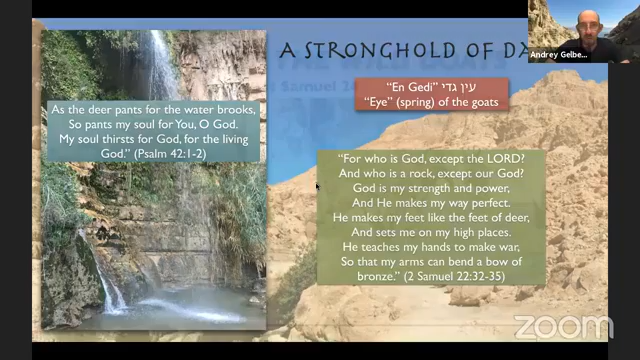 A STRONGHOLD OF DA
Andrey Gelbe...
“En Gedi” עין גדי
“Eye” (spring) of the goats
As the deer pants for the water brooks,
So pants my soul for You, O God.
My soul thirsts for God, for the living
God.” (Psalm 42:1-2)
“For who is God, except the LORD?
And who is a rock, except our God?
God is my strength and power,
And He makes my way perfect.
He makes my feet like the feet of deer,
And sets me on my high places.
He teaches my hands to make war,
So that my arms can bend a bow of
bronze.” (2 Samuel 22:32-35)
zoom